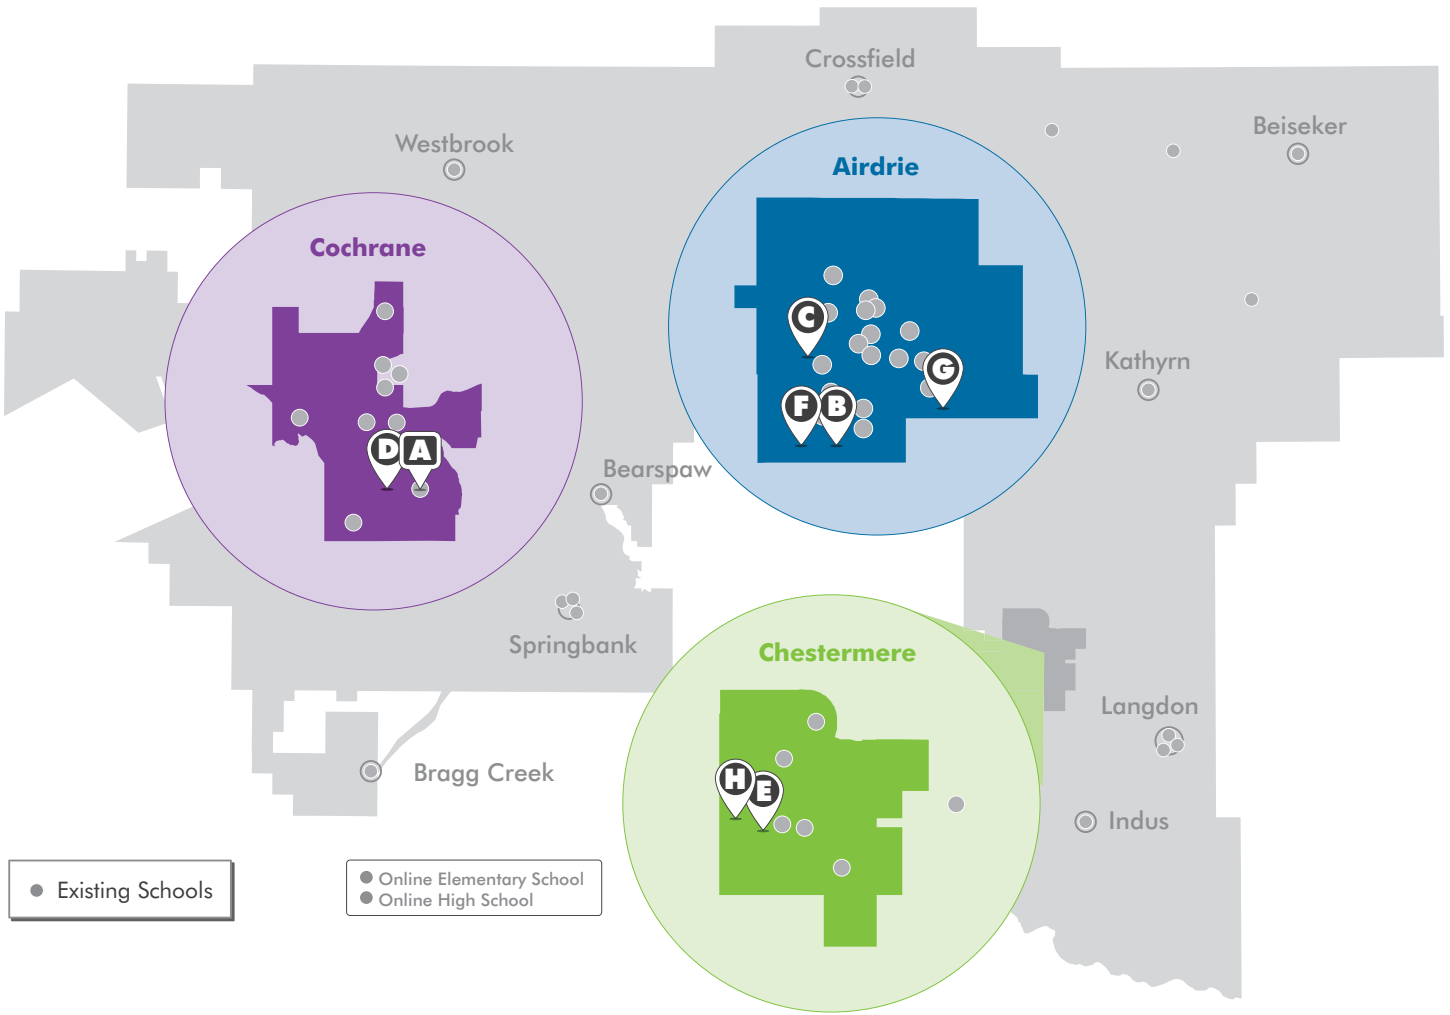 Crossfield
Westbrook
Beiseker
Airdrie
Cochrane
C
Kathyrn
G
F
B
D
A
Bearspaw
Springbank
Chestermere
Langdon
Bragg Creek
H
E
Indus
Existing Schools
Online Elementary School
Online High School